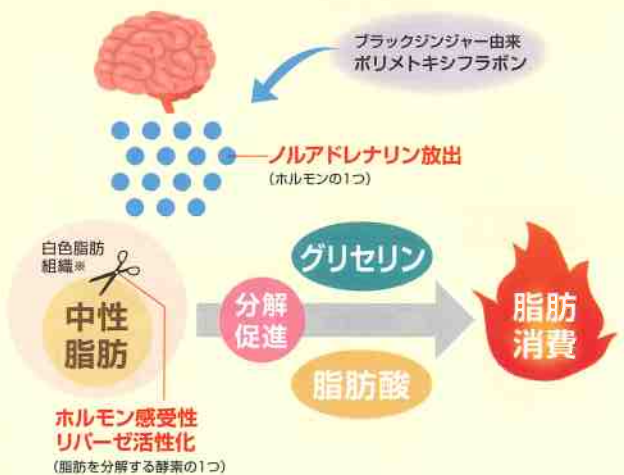 ブラックジンジャー由来
ポリメトキシフラボン
ノルアドレナリン放出
(ホルモンの1つ)
白色脂肪
組織※
中性
脂肪
分解
促進
グリセリン
脂肪酸
脂肪
消費
ホルモン感受性
リパーゼ活性化
(脂肪を分解する酵素の1つ)